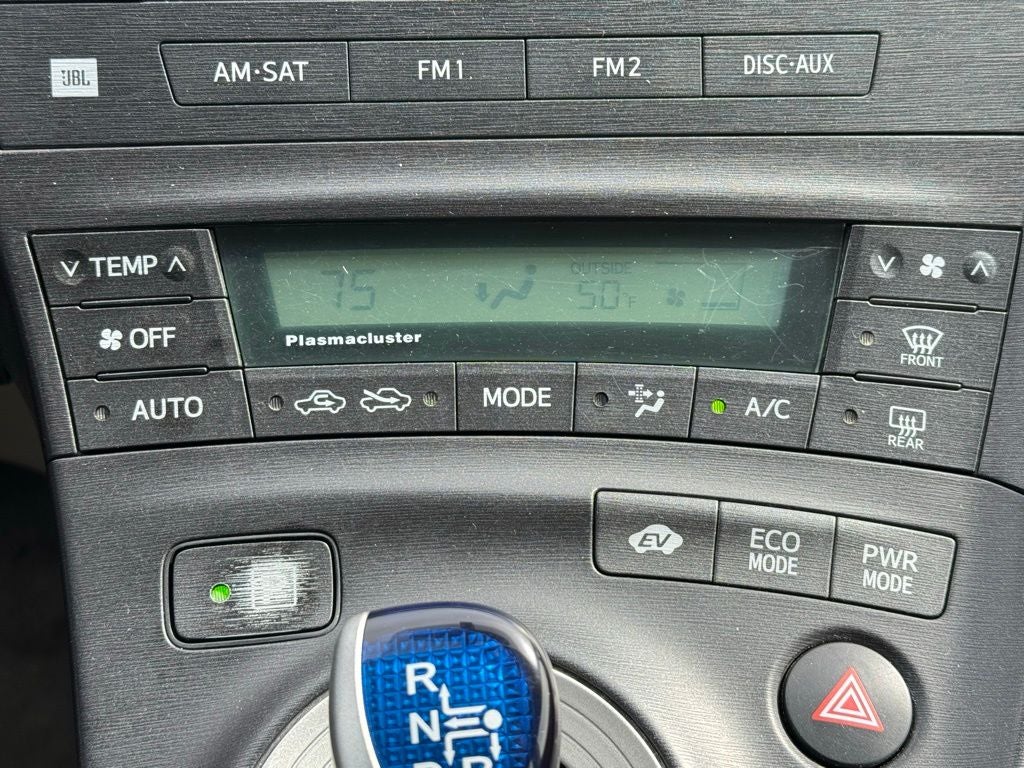 JBL
AM·SAT FM1 FM2 DISC·AUX
TEMP
75
OUTSIDE
50°F
OFF
Plasmacluster
FRONT
AUTO
MODE
A/C
REAR
EV
ECO
MODE
PWR
MODE
R
N